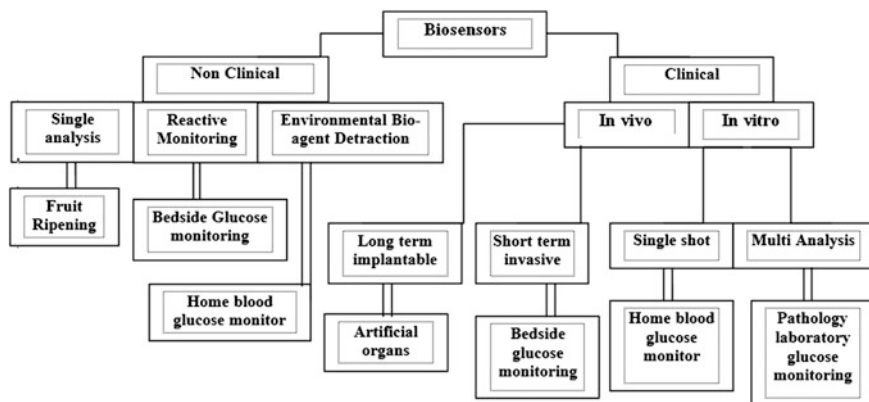 Biosensors
Non Clinical
Clinical
Single
analysis
Reactive
Monitoring
Environmental Bio-
agent Detraction
In vivo
In vitro
Fruit
Ripening
Bedside Glucose
monitoring
Long term
implantable
Short term
invasive
Single shot
Multi Analysis
Home blood
glucose monitor
Artificial
organs
Bedside
glucose
monitoring
Home blood
glucose
monitor
Pathology
laboratory
glucose
monitoring